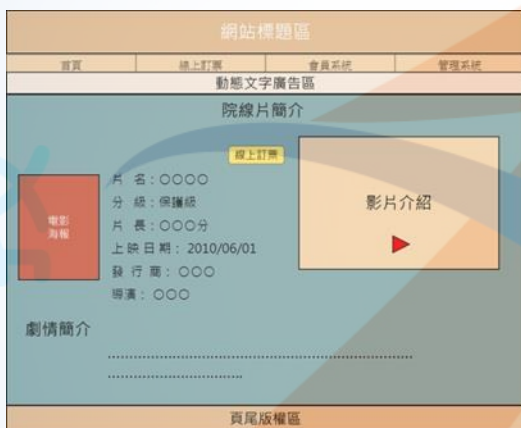 網站標題區
首頁 線上訂票 會員系統 管理系統
動態文字廣告區
院線片簡介
線上訂票
電影
海報
片 名：○○○○
分 級：保護級
片 長：○○○分
上映日期： 2010/06/01
發 行 商： ○○○
導演： ○○○
影片介紹
劇情簡介
................................................................................
...................................
頁尾版權區